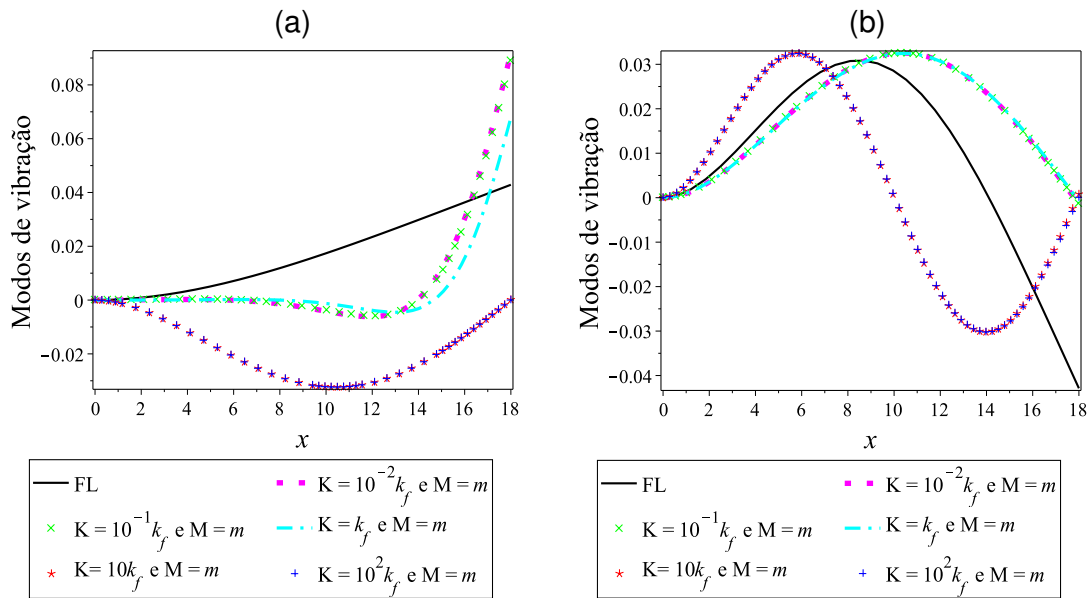 (a)
Modos de vibração
0.08
0.06
0.04
0.02
0
−0.02
0 2 4 6 8 10 12 14 16 18
x
FL
K = 10^−2 k_f e M = m
K = 10^−1 k_f e M = m
K = k_f e M = m
K= 10k_f e M = m
K = 10^2 k_f e M = m
(b)
Modos de vibração
0.03
0.02
0.01
0
−0.01
−0.02
−0.03
−0.04
0 2 4 6 8 10 12 14 16 18
x
FL
K = 10^−2 k_f e M = m
K = 10^−1 k_f e M = m
K = k_f e M = m
K = 10k_f e M = m
K = 10^2 k_f e M = m